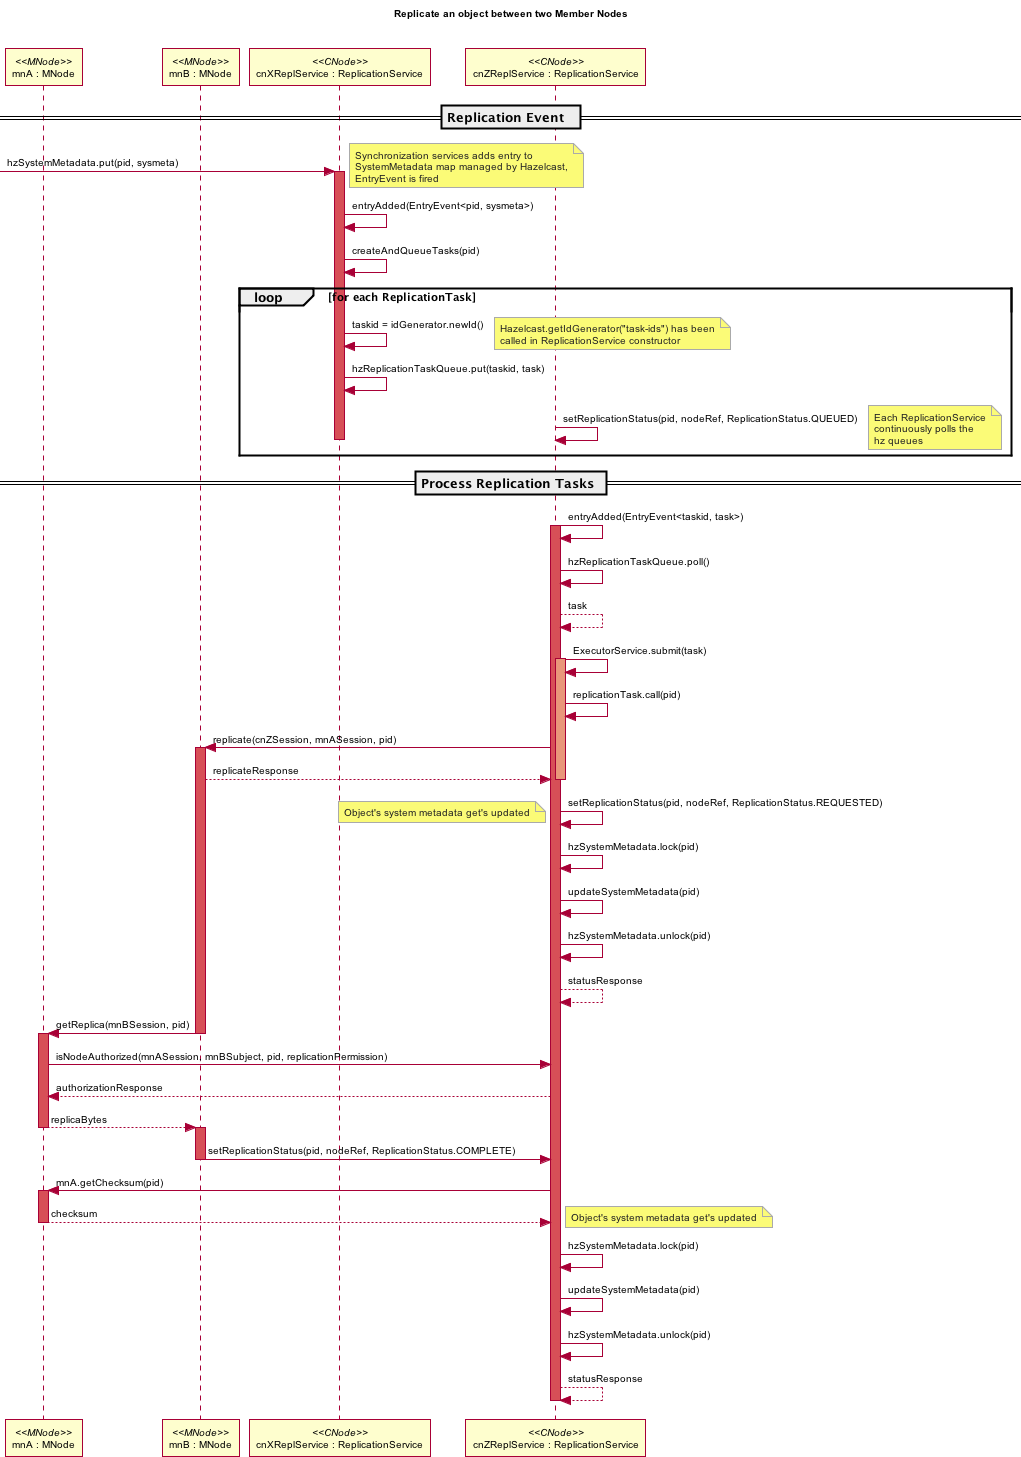 Replicate an object between two Member Nodes
<<MNode>>
mnA : MNode
<<MNode>>
mnB : MNode
<<CNode>>
cnXReplService : ReplicationService
<<CNode>>
cnZReplService : ReplicationService
Replication Event
hzSystemMetadata.put(pid, sysmeta)
Synchronization services adds entry to
SystemMetadata map managed by Hazelcast,
EntryEvent is fired
entryAdded(EntryEvent<pid, sysmeta>)
createAndQueueTasks(pid)
loop
[for each ReplicationTask]
taskid = idGenerator.newId()
Hazelcast.getIdGenerator("task-ids") has been
called in ReplicationService constructor
hzReplicationTaskQueue.put(taskid, task)
setReplicationStatus(pid, nodeRef, ReplicationStatus.QUEUED)
Each ReplicationService
continuously polls the
hz queues
Process Replication Tasks
entryAdded(EntryEvent<taskid, task>)
hzReplicationTaskQueue.poll()
task
ExecutorService.submit(task)
replicationTask.call(pid)
replicate(cnZSession, mnASession, pid)
replicateResponse
Object's system metadata get's updated
setReplicationStatus(pid, nodeRef, ReplicationStatus.REQUESTED)
hzSystemMetadata.lock(pid)
updateSystemMetadata(pid)
hzSystemMetadata.unlock(pid)
statusResponse
getReplica(mnBSession, pid)
isNodeAuthorized(mnASession, mnBSubject, pid, replicationPermission)
authorizationResponse
replicaBytes
setReplicationStatus(pid, nodeRef, ReplicationStatus.COMPLETE)
mnA.getChecksum(pid)
checksum
Object's system metadata get's updated
hzSystemMetadata.lock(pid)
updateSystemMetadata(pid)
hzSystemMetadata.unlock(pid)
statusResponse
<<MNode>>
mnA : MNode
<<MNode>>
mnB : MNode
<<CNode>>
cnXReplService : ReplicationService
<<CNode>>
cnZReplService : ReplicationService